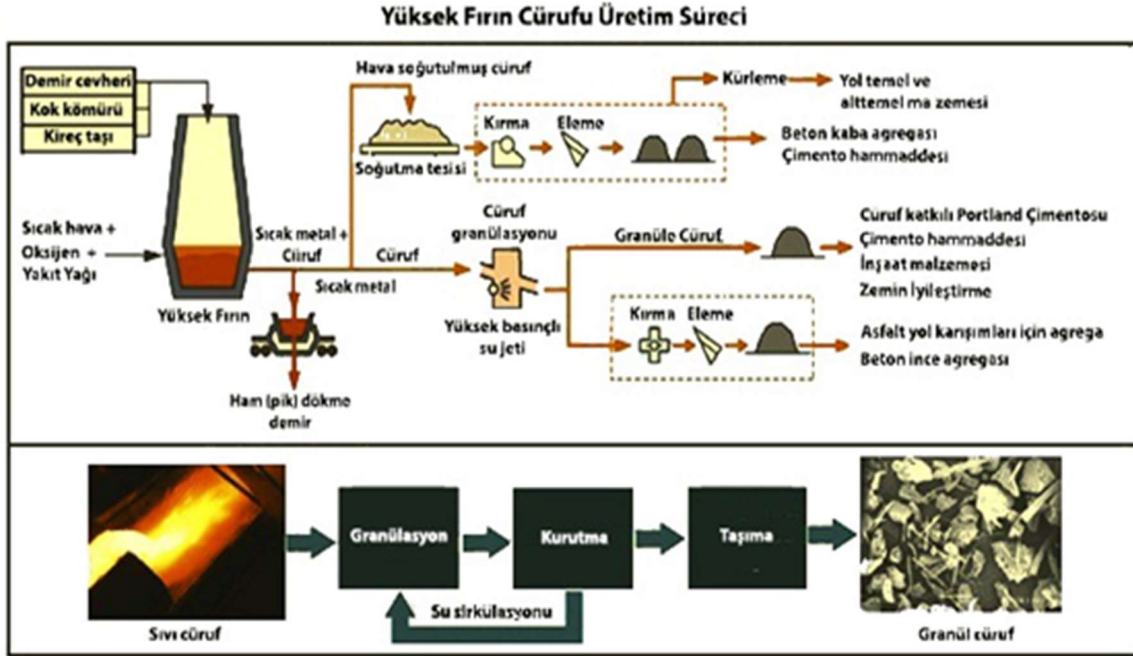 Yüksek Fırın Cürufu Üretim Süreci
Demir cevheri
Kok kömürü
Kireç taşı
Sıcak hava +
Oksijen +
Yakıt Yağı
Yüksek Fırın
Sıcak metal +
Cüruf
Sıcak metal
Ham (pik) dökme
demir
Hava soğutulmuş cüruf
Soğutma tesisi
Kırma
Eleme
Kürleme
Yol temel ve
alttemel ma zemesi
Beton kaba agregası
Çimento hammaddesi
Cüruf
Cüruf
granülasyonu
Yüksek basınçlı
su jeti
Granüle Cüruf
Cüruf katkılı Portland Çimentosu
Çimento hammaddesi
İnşaat malzemesi
Zemin İyileştirme
Kırma
Eleme
Asfalt yol karışımları için agrega
Beton ince agregası
Granülasyon
Kurutma
Taşıma
Su sirkülasyonu
Sıvı cüruf
Granül cüruf